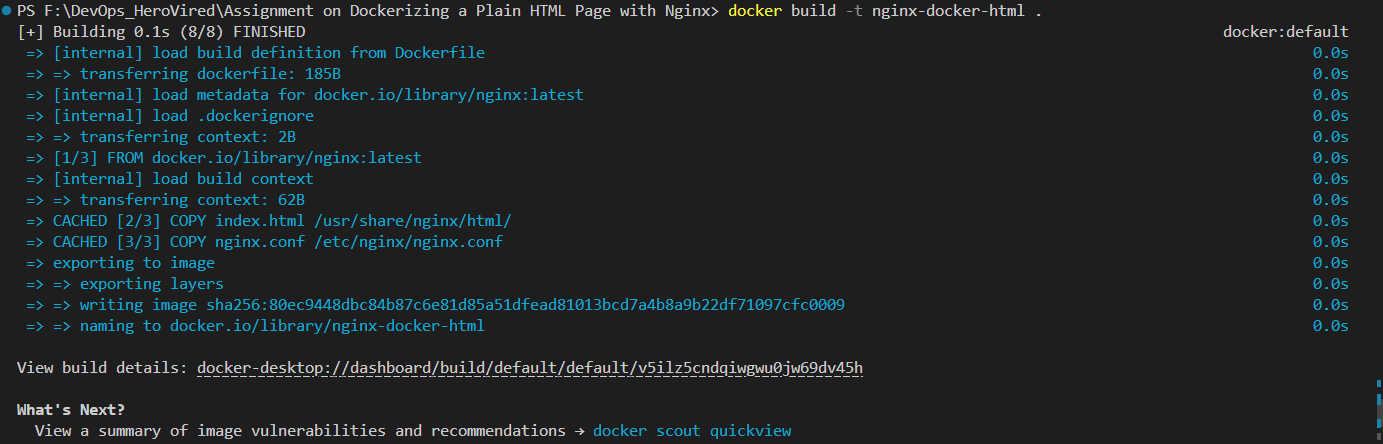 PS F:\DevOps_HeroVired\Assignment on Dockerizing a Plain HTML Page with Nginx> docker build -t nginx-docker-html .
[+] Building 0.1s (8/8) FINISHED docker:default
=> [internal] load build definition from Dockerfile 0.0s
=> => transferring dockerfile: 185B 0.0s
=> [internal] load metadata for docker.io/library/nginx:latest 0.0s
=> [internal] load .dockerignore 0.0s
=> => transferring context: 2B 0.0s
=> [1/3] FROM docker.io/library/nginx:latest 0.0s
=> [internal] load build context 0.0s
=> => transferring context: 62B 0.0s
=> CACHED [2/3] COPY index.html /usr/share/nginx/html/ 0.0s
=> CACHED [3/3] COPY nginx.conf /etc/nginx/nginx.conf 0.0s
=> exporting to image 0.0s
=> => exporting layers 0.0s
=> => writing image sha256:80ec9448dbc84b87c6e81d85a51dfead81013bcd7a4b8a9b22df71097cfc0009 0.0s
=> => naming to docker.io/library/nginx-docker-html 0.0s
View build details: docker-desktop://dashboard/build/default/default/v5ilz5cndqiwgwu0jw69dv45h
What's Next?
View a summary of image vulnerabilities and recommendations → docker scout quickview